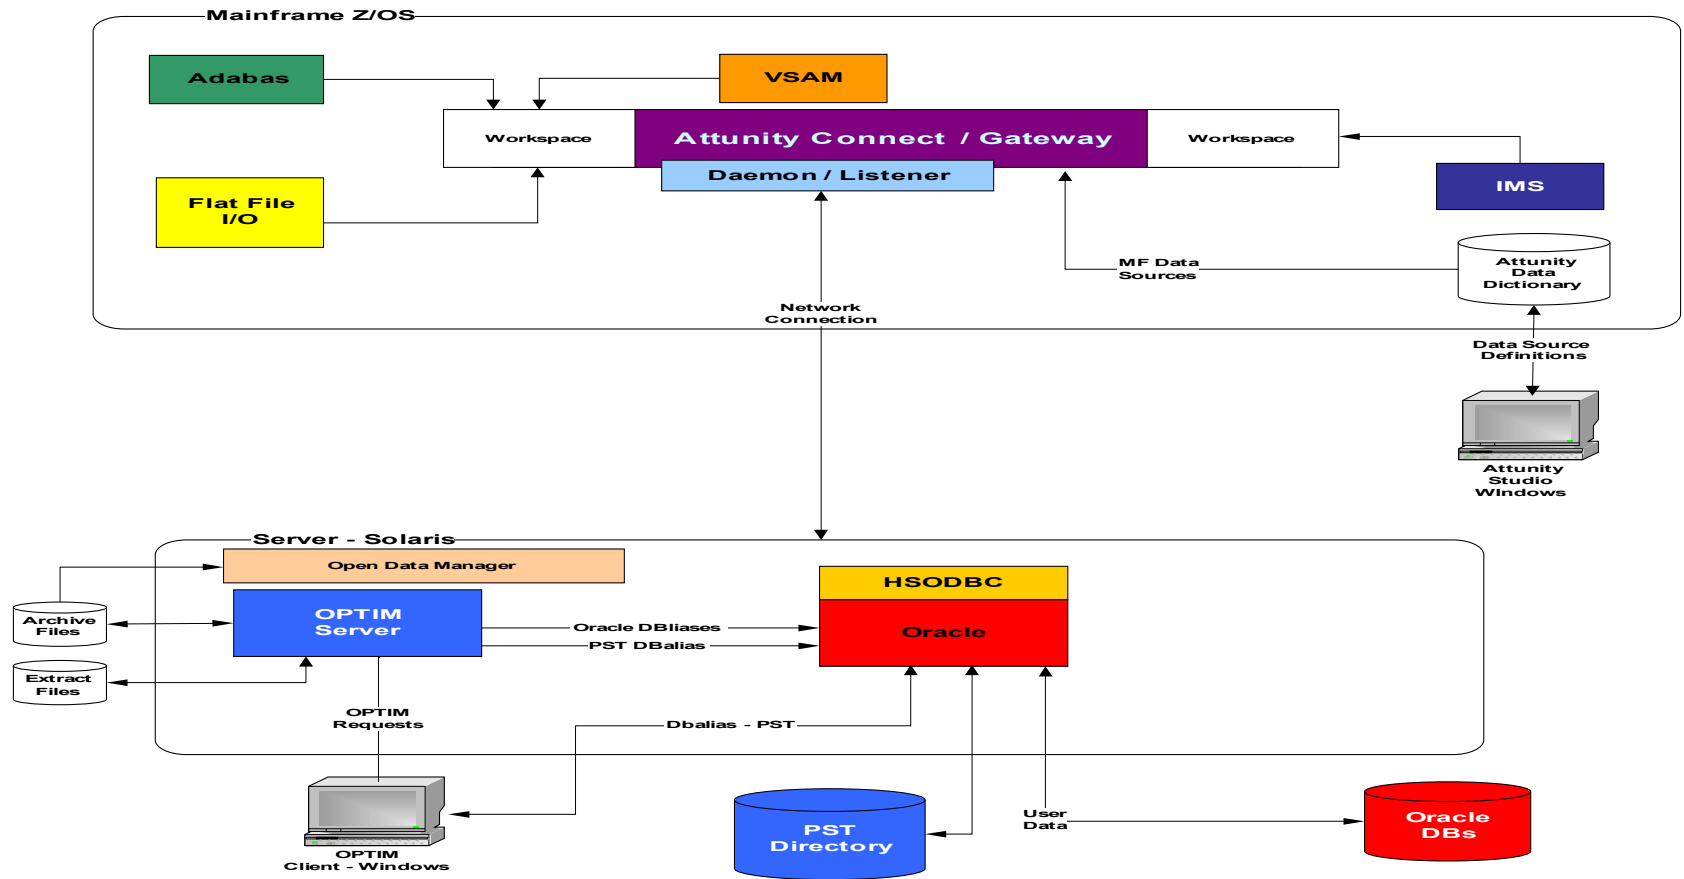 Mainframe Z/OS
Adabas
VSAM
Workspace
Attunity Connect / Gateway
Workspace
Daemon / Listener
IMS
Flat File
I/O
MF Data
Sources
Attunity
Data
Dictionary
Network
Connection
Data Source
Definitions
Attunity
Studio
WIndows
Server - Solaris
Open Data Manager
HSODBC
Archive
Files
OPTIM
Server
Oracle DBliases
PST DBalias
Oracle
Extract
Files
OPTIM
Requests
Dbalias - PST
User
Data
PST
Directory
Oracle
DBs
OPTIM
Client - Windows